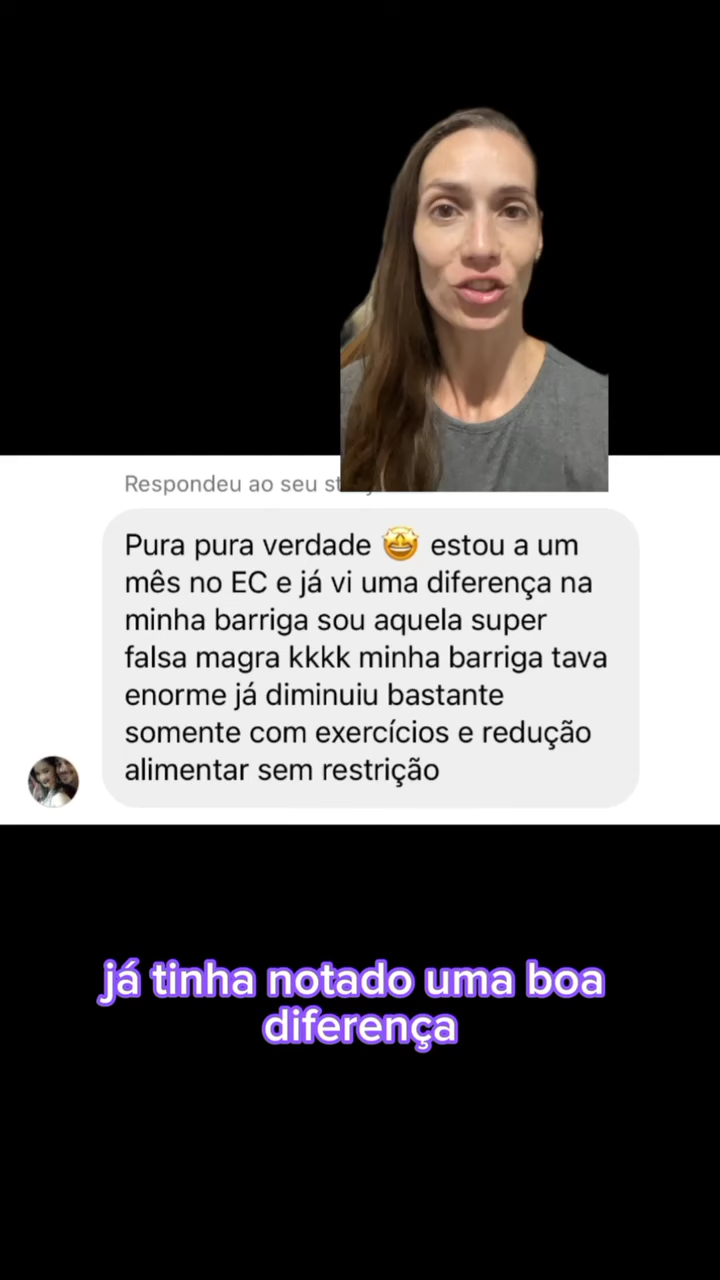 Respondeu ao seu
Pura pura verdade 🤩 estou a um
mês no EC e já vi uma diferença na
minha barriga sou aquela super
falsa magra kkkk minha barriga tava
enorme já diminuiu bastante
somente com exercícios e redução
alimentar sem restrição
já tinha notado uma boa
diferença